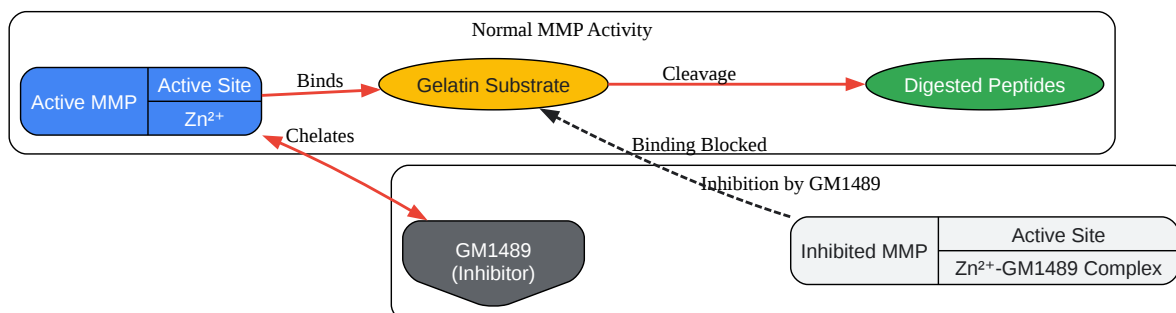 Normal MMP Activity
Active MMP
Active Site
Zn²⁺
Binds
Gelatin Substrate
Cleavage
Digested Peptides
Chelates
Binding Blocked
Inhibition by GM1489
GM1489
(Inhibitor)
Inhibited MMP
Active Site
Zn²⁺-GM1489 Complex